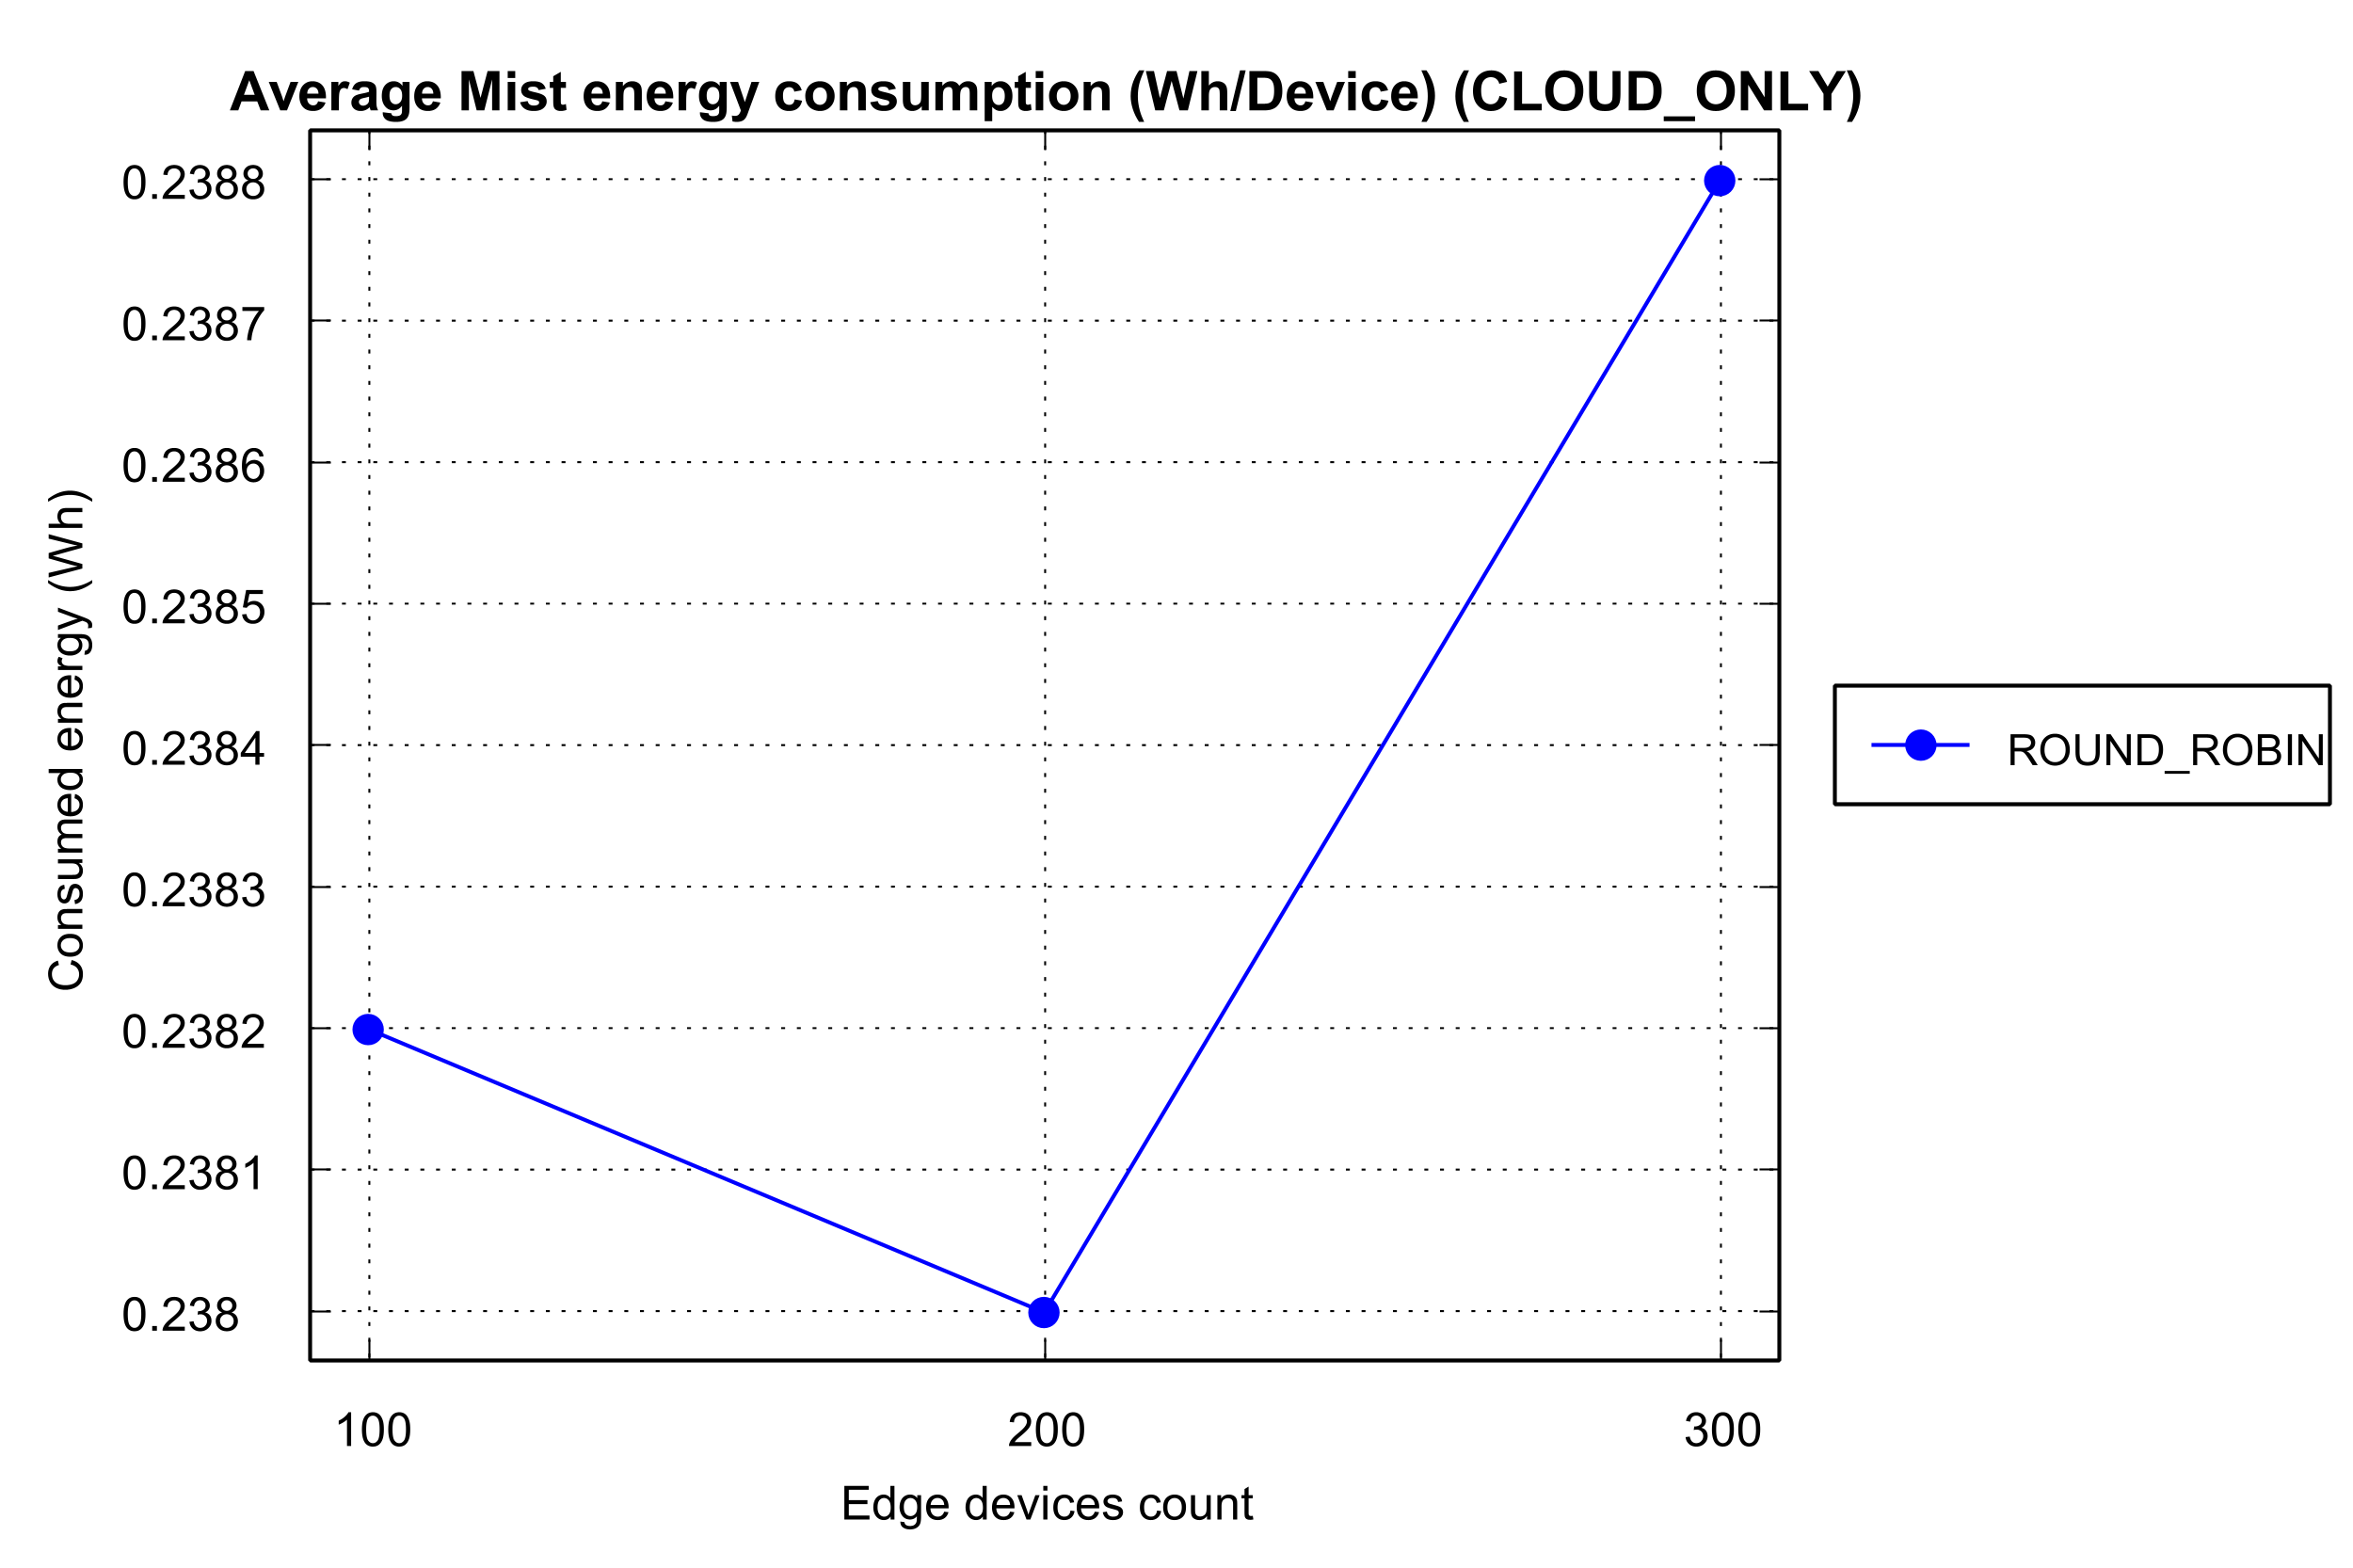 Average Mist energy consumption (Wh/Device) (CLOUD_ONLY)
0.2388
0.2387
0.2386
0.2385
0.2384
0.2383
0.2382
0.2381
0.238
Consumed energy (Wh)
ROUND_ROBIN
100 200 300
Edge devices count